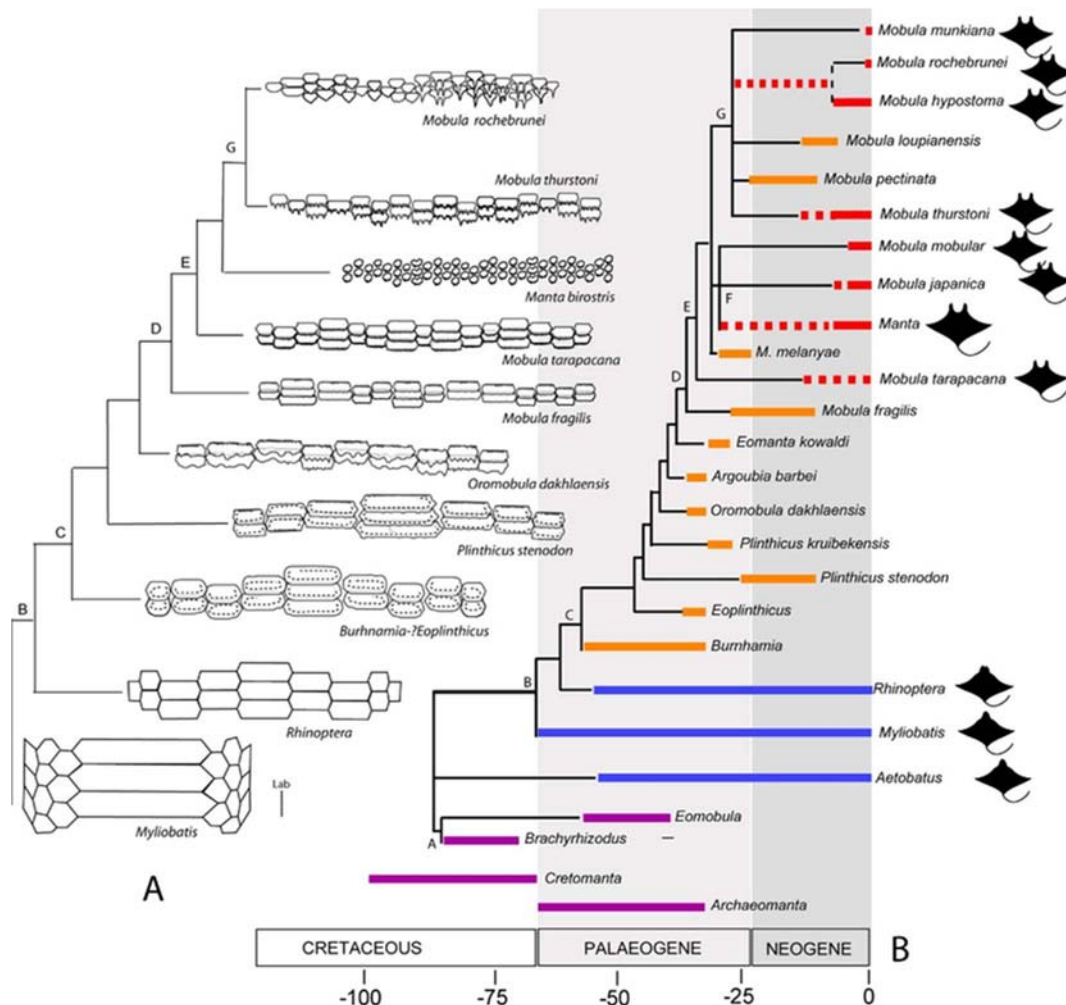 G
Mobula rochebrunei
Mobula thurstoni
E
Manta birostris
D
Mobula tarapacana
Mobula fragilis
Oromobula dakhlaensis
C
Plinthicus stenodon
B
Burhnamia-?Eoplinthicus
Rhinoptera
Lab
Myliobatis
A
Mobula munkiana
Mobula rochebrunei
G
Mobula hypostoma
Mobula loupianensis
Mobula pectinata
Mobula thurstoni
Mobula mobular
E
F
Mobula japanica
Manta
M. melanyae
D
Mobula tarapacana
Mobula fragilis
Eomanta kowaldi
Argoubia barbei
Oromobula dakhlaensis
Plinthicus kruibekensis
Plinthicus stenodon
C
Eoplinthicus
Burnhamia
B
Rhinoptera
Myliobatis
Aetobatus
Eomobula
A
Brachyrhizodus
Cretomanta
Archaeomanta
CRETACEOUS PALAEOGENE NEOGENE B
-100 -75 -50 -25 0